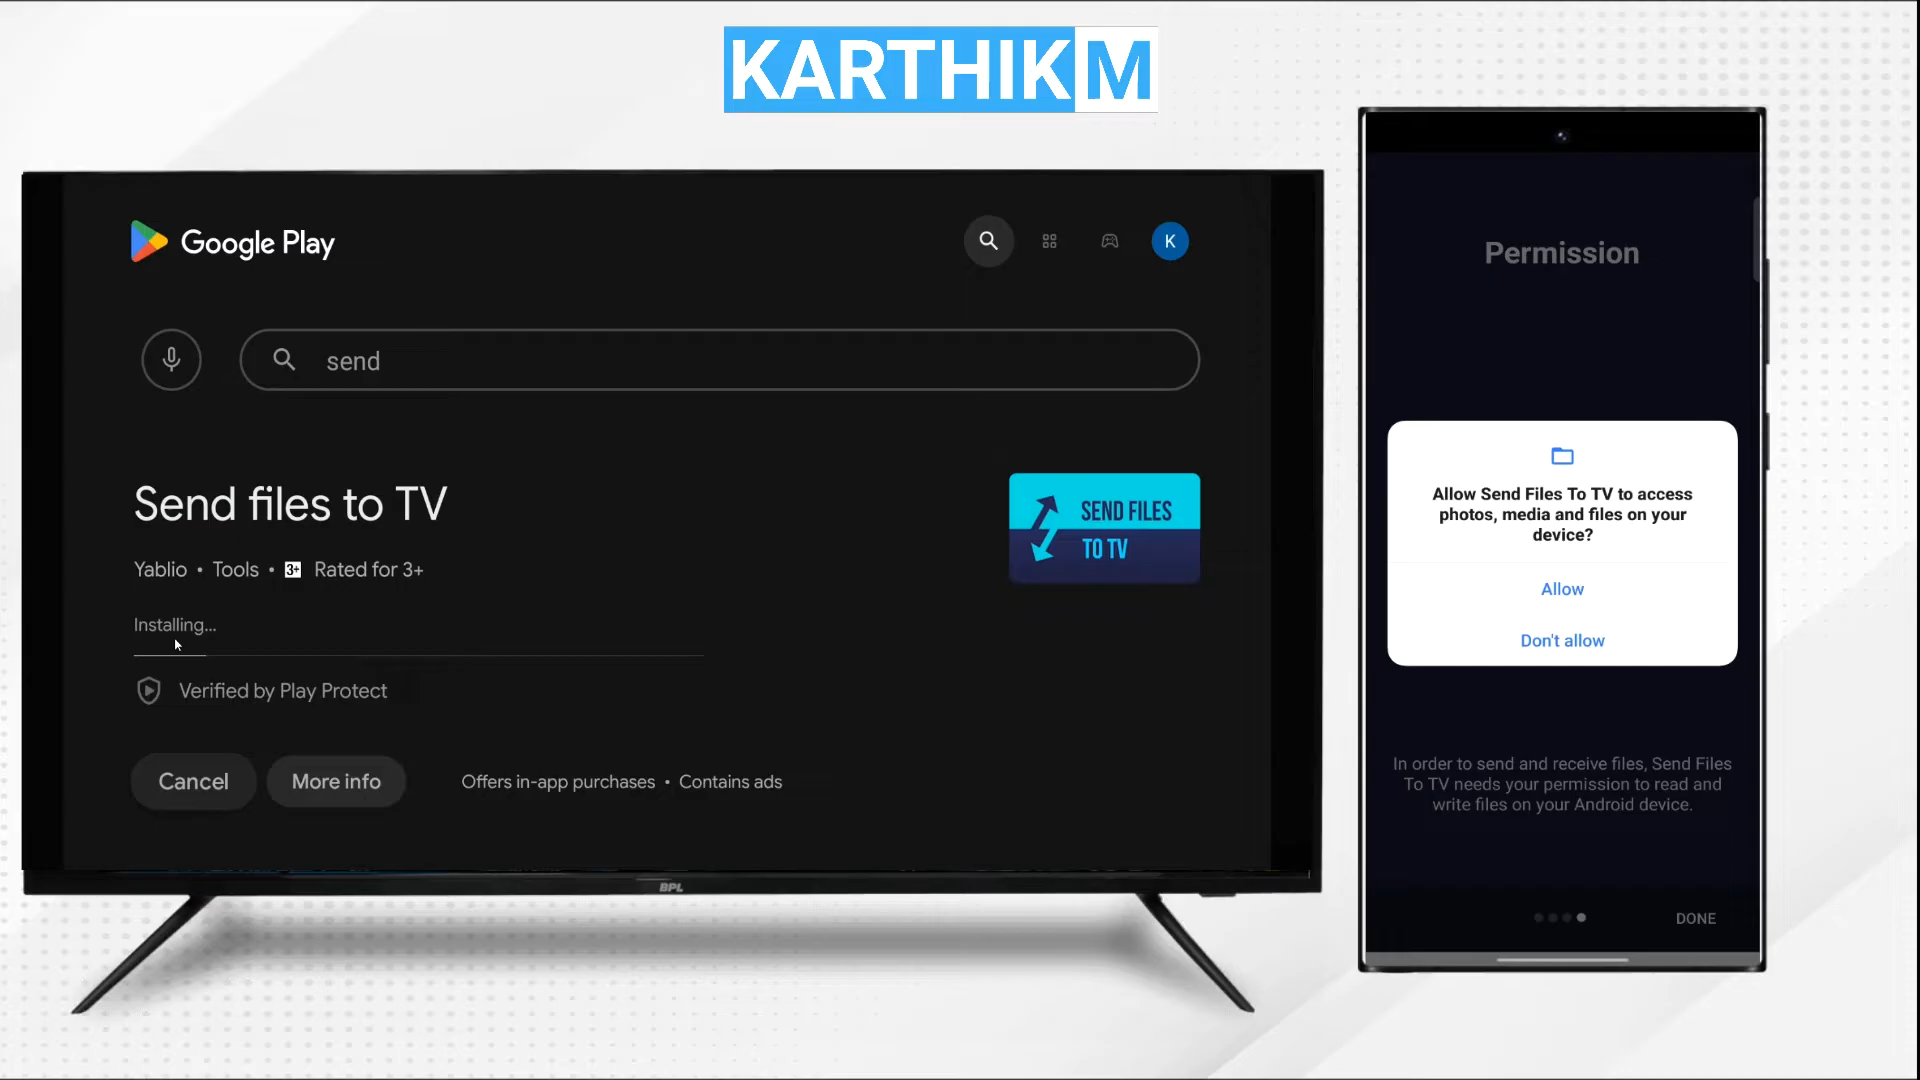 KARTHIKM
Google Play
K
send
Send files to TV
Yablio • Tools • 3+ Rated for 3+
Installing...
Verified by Play Protect
Cancel
More info
Offers in-app purchases • Contains ads
SEND FILES
TO TV
BPL
Permission
Allow Send Files To TV to access
photos, media and files on your
device?
Allow
Don't allow
In order to send and receive files, Send Files
To TV needs your permission to read and
write files on your Android device.
DONE